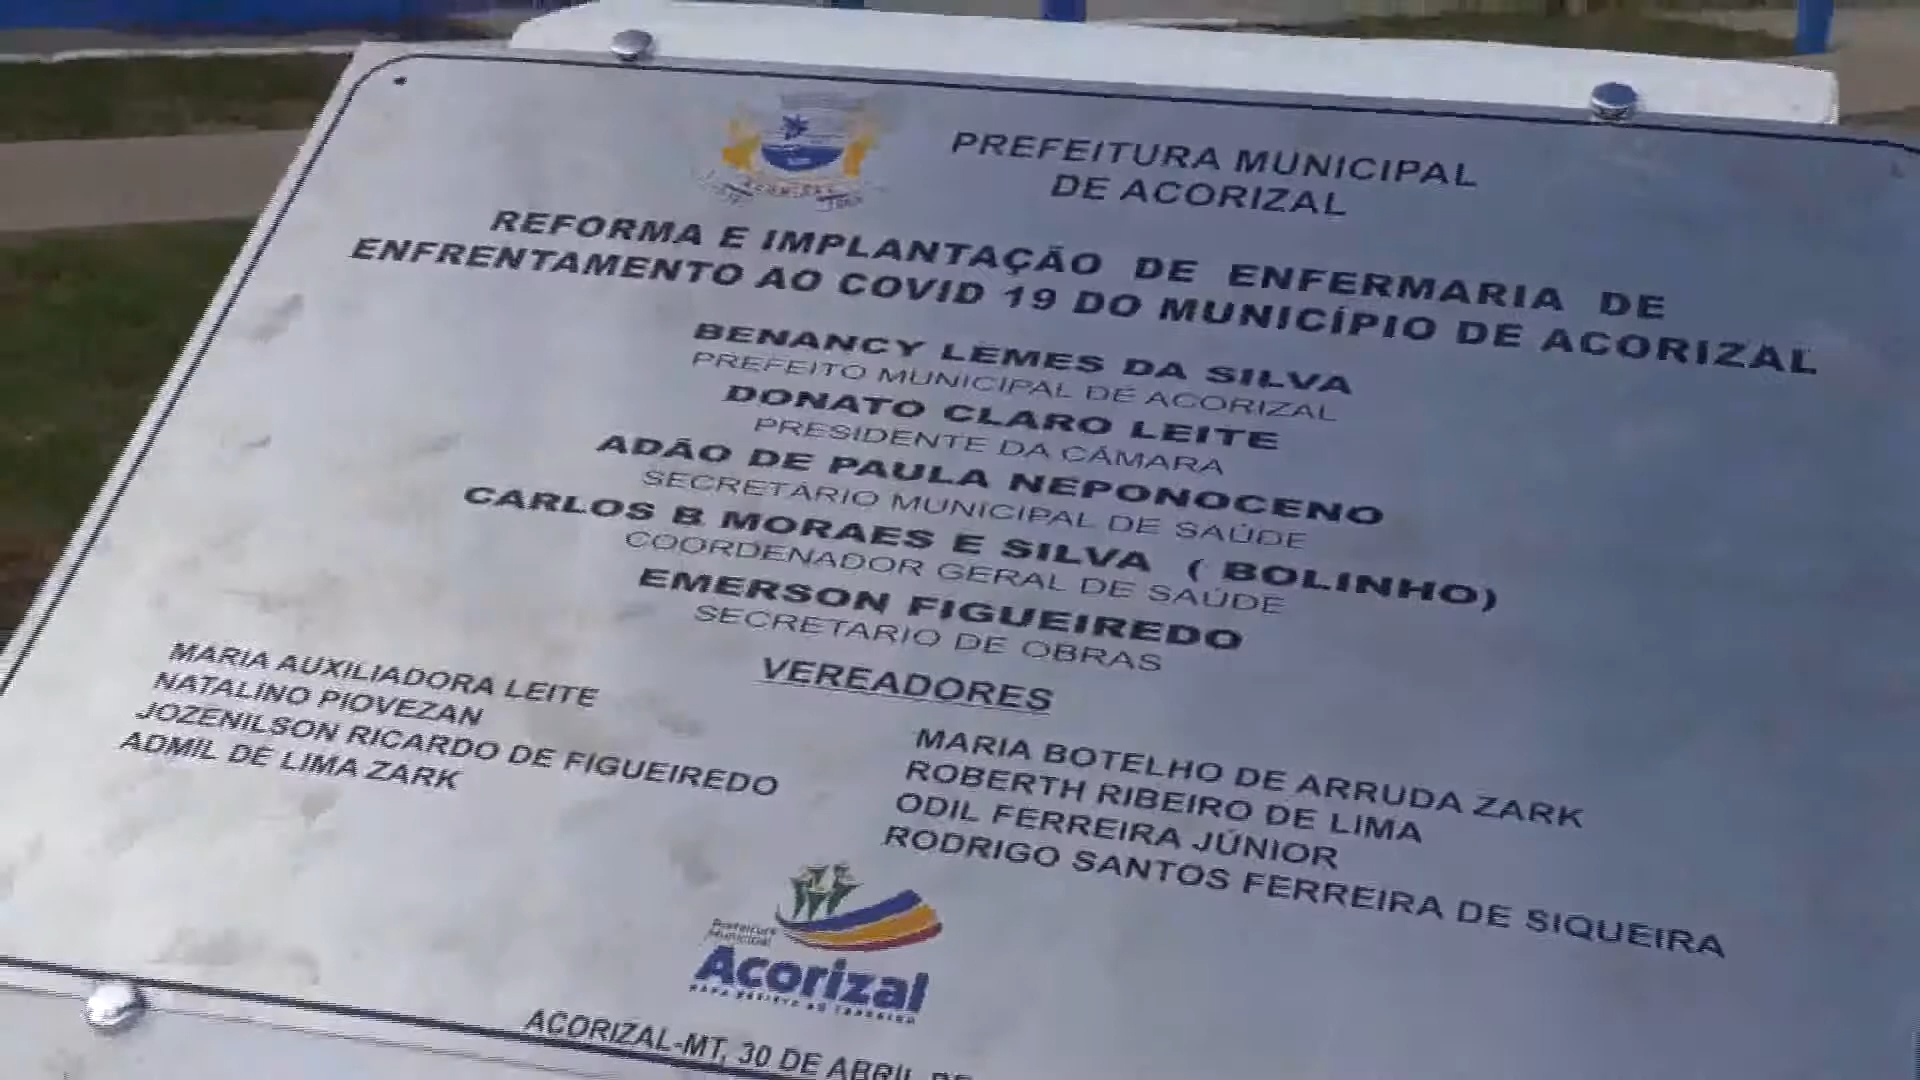 PREFEITURA MUNICIPAL
DE ACORIZAL
REFORMA E IMPLANTAÇÃO DE ENFERMARIA DE
ENFRENTAMENTO AO COVID 19 DO MUNICÍPIO DE ACORIZAL
BENANCY LEMES DA SILVA
PREFEITO MUNICIPAL DE ACORIZAL
DONATO CLARO LEITE
PRESIDENTE DA CÁMARA
ADÃO DE PAULA NEPONOCENO
SECRETÁRIO MUNICIPAL DE SAÚDE
CARLOS B MORAES E SILVA ( BOLINHO)
COORDENADOR GERAL DE SAÚDE
EMERSON FIGUEIREDO
SECRETARIO DE OBRAS
VEREADORES
MARIA AUXILIADORA LEITE
NATALINO PIOVEZAN
JOZENILSON RICARDO DE FIGUEIREDO
ADMIL DE LIMA ZARK
MARIA BOTELHO DE ARRUDA ZARK
ROBERTH RIBEIRO DE LIMA
ODIL FERREIRA JÚNIOR
RODRIGO SANTOS FERREIRA DE SIQUEIRA
Prefeitura
Municipal
Acorizal
ACORIZAL-MT, 30 DE ABRIL DE